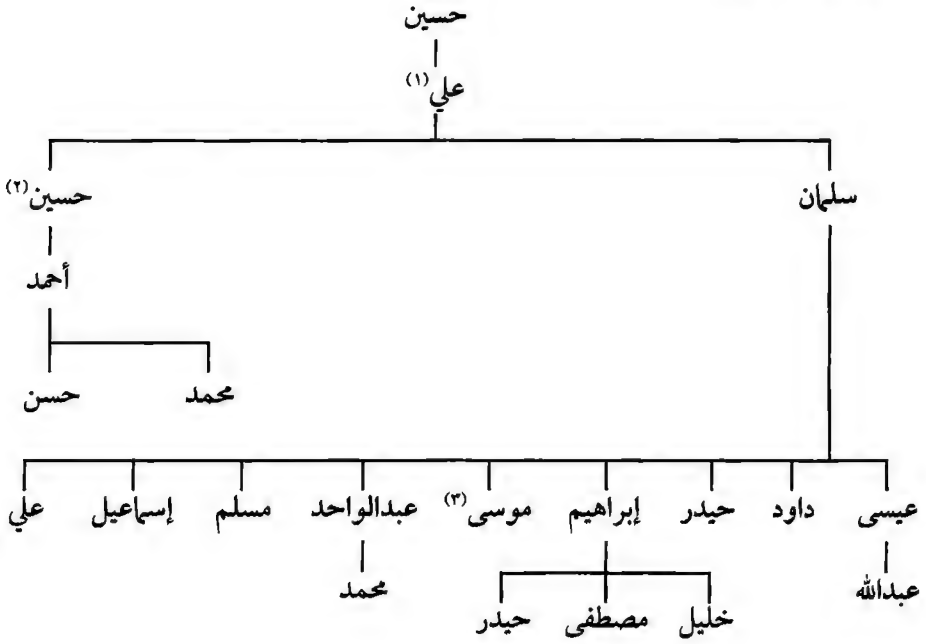 حسين
علي (١)
سلمان حسين (٢)
أحمد
محمد حسن
عيسى داود حيدر إبراهيم موسى (٣) عبدالواحد مسلم إسماعيل علي
عبدالله خليل مصطفى حيدر محمد